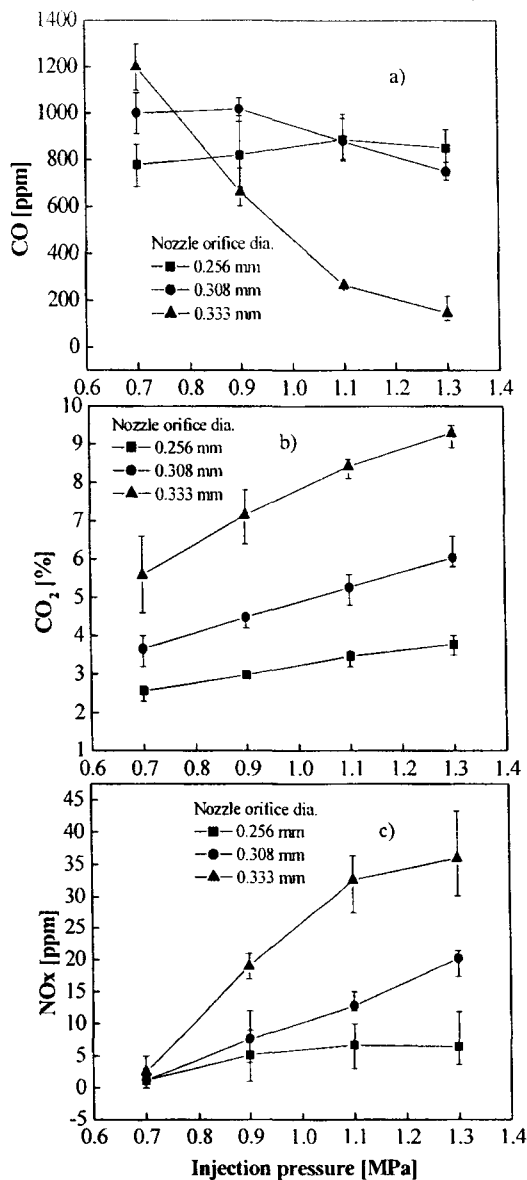 1400
1200
1000
800
600
400
200
0
CO [ppm]
a)
Nozzle orifice dia.
0.256 mm
0.308 mm
0.333 mm
0.6 0.7 0.8 0.9 1.0 1.1 1.2 1.3 1.4
10
9
8
7
6
5
4
3
2
1
CO2 [%]
Nozzle orifice dia.
b)
0.256 mm
0.308 mm
0.333 mm
0.6 0.7 0.8 0.9 1.0 1.1 1.2 1.3 1.4
45
40
35
30
25
20
15
10
5
0
-5
NOx [ppm]
Nozzle orifice dia.
c)
0.256 mm
0.308 mm
0.333 mm
0.6 0.7 0.8 0.9 1.0 1.1 1.2 1.3 1.4
Injection pressure [MPa]